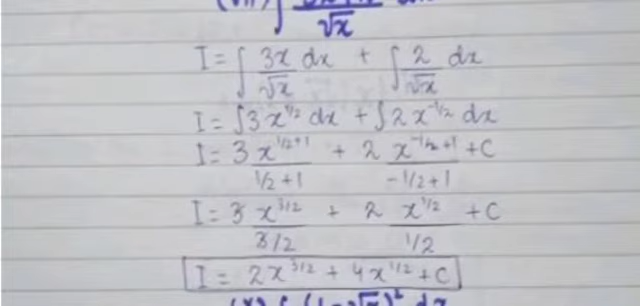 √x
I = ∫ 3x/√x dx + ∫ 2/√x dx
I = ∫3 x^1/2 dx + ∫2 x^-1/2 dx
I = 3 x^1/2+1 / 1/2+1 + 2 x^-1/2+1 / -1/2+1 + C
I = 3 x^3/2 / 3/2 + 2 x^1/2 / 1/2 + C
I = 2x^3/2 + 4x^1/2 + C